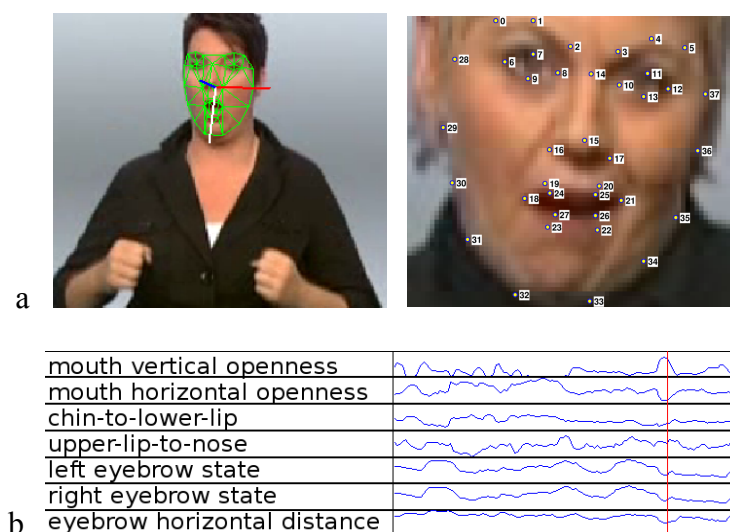 0 1
2 3 4 5
28 6 7 8 14 11
9 10 13 12 37
29 15 36
16 17
30 19 20
18 24 25 21
27 26 35
31 23 22
34
32 33
a
mouth vertical openness
mouth horizontal openness
chin-to-lower-lip
upper-lip-to-nose
left eyebrow state
right eyebrow state
b eyebrow horizontal distance